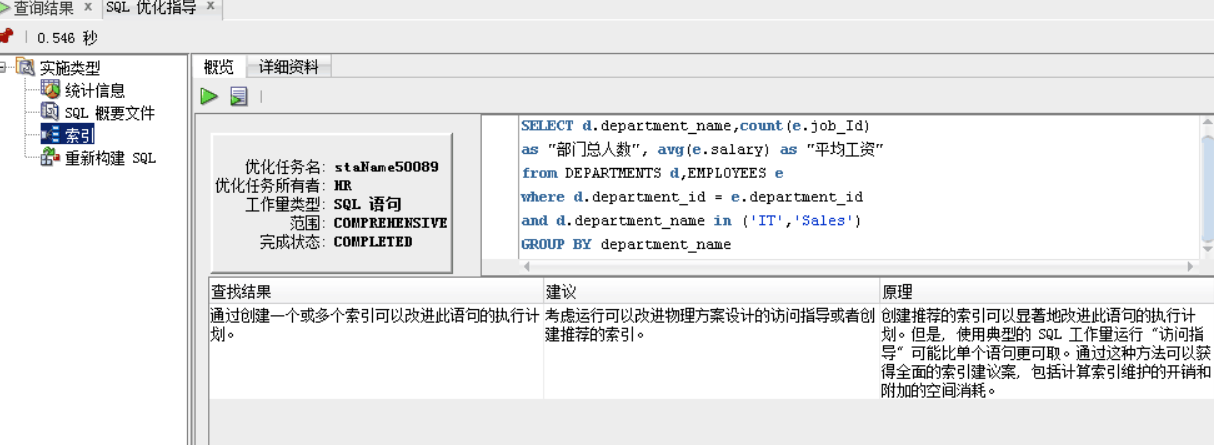 查询结果 × SQL 优化指导 ×
0.546 秒
实施类型
统计信息
SQL 概要文件
索引
重新构建 SQL
概览 详细资料
优化任务名: staName50089
优化任务所有者: HR
工作量类型: SQL 语句
范围: COMPREHENSIVE
完成状态: COMPLETED
SELECT d.department_name,count(e.job_Id)
as "部门总人数", avg(e.salary) as "平均工资"
from DEPARTMENTS d,EMPLOYEES e
where d.department_id = e.department_id
and d.department_name in ('IT','Sales')
GROUP BY department_name
查找结果 建议 原理
通过创建一个或多个索引可以改进此语句的执行计
划。
考虑运行可以改进物理方案设计的访问指导或者创
建推荐的索引。
创建推荐的索引可以显著地改进此语句的执行计
划。但是, 使用典型的 SQL 工作量运行 "访问指
导" 可能比单个语句更可取。通过这种方法可以获
得全面的索引建议案, 包括计算索引维护的开销和
附加的空间消耗。